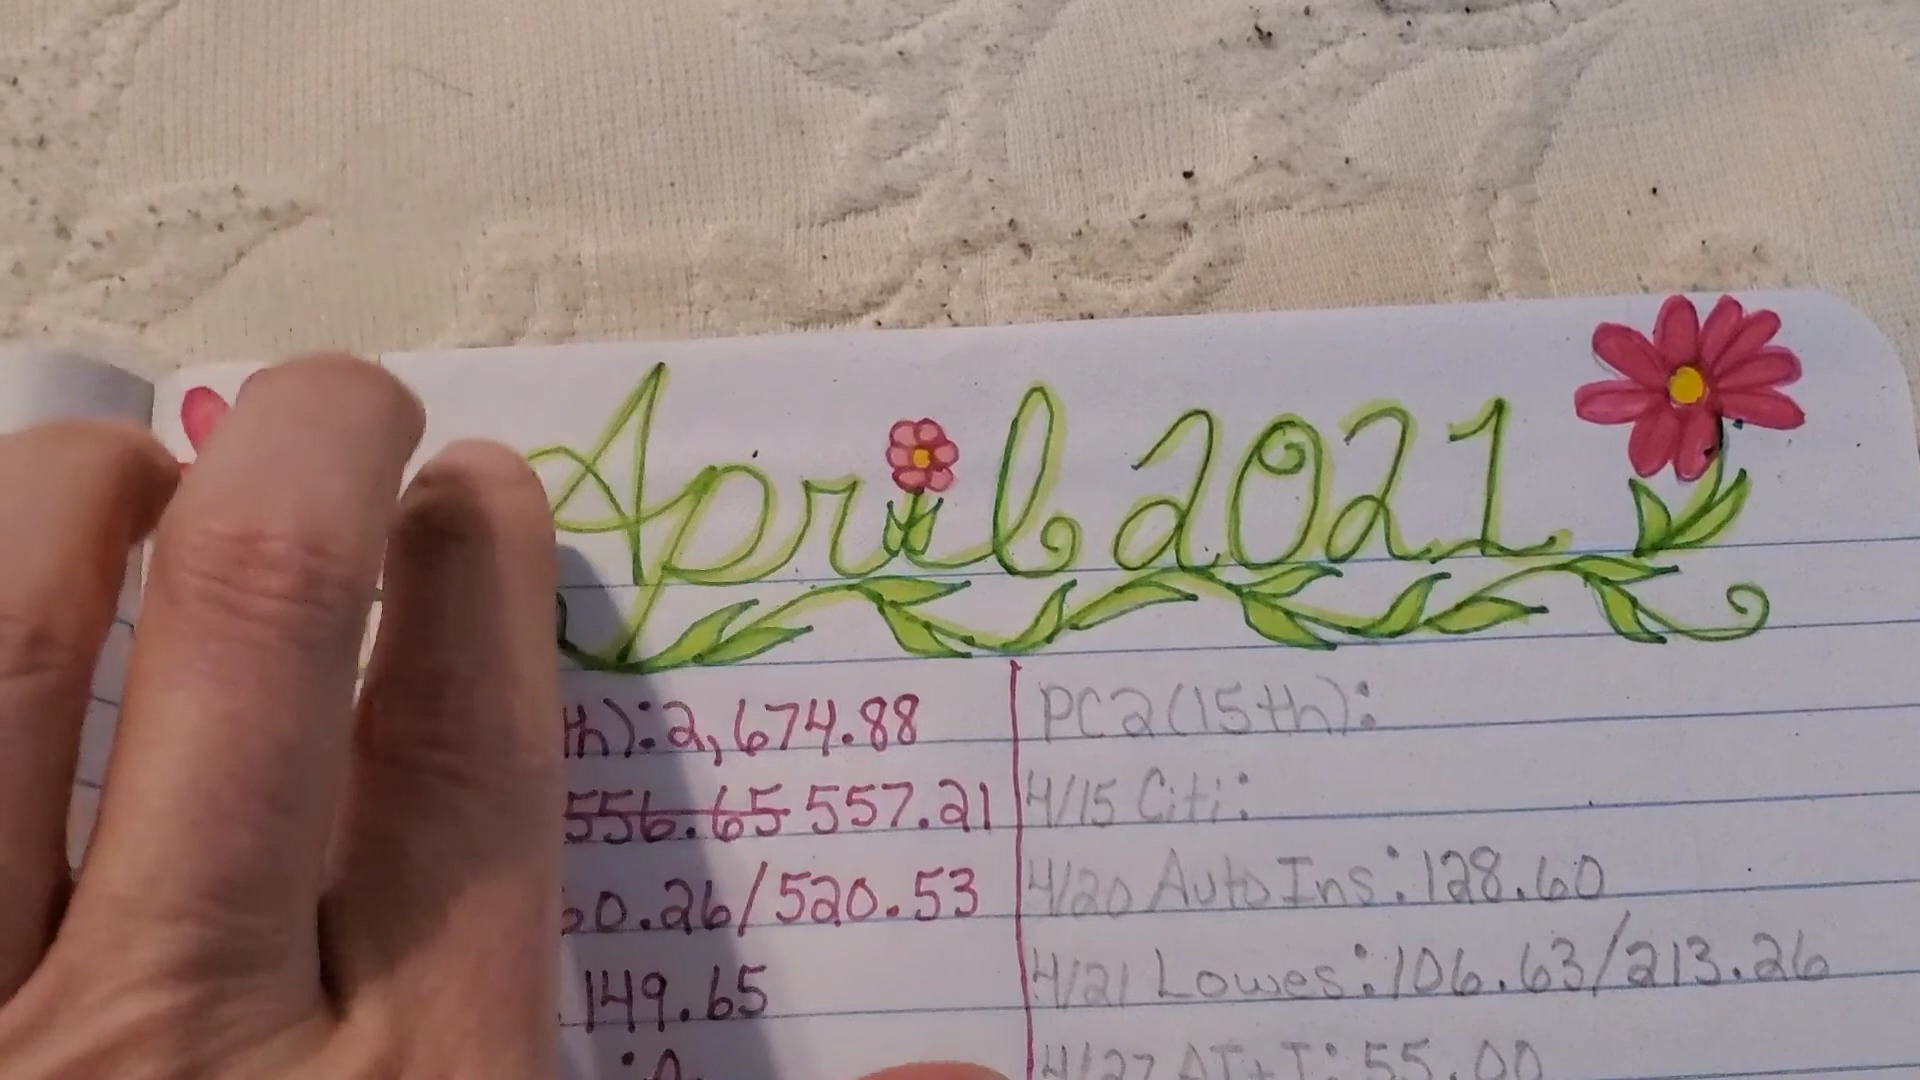 April 2021
th): 2,674.88
556.65 557.21
0.26/520.53
149.65
PC2(15th):
4/15 Citi:
4/20 Auto Ins: 128.60
4/21 Lowes: 106.63/213.26
4/27 AT+T: 55.00